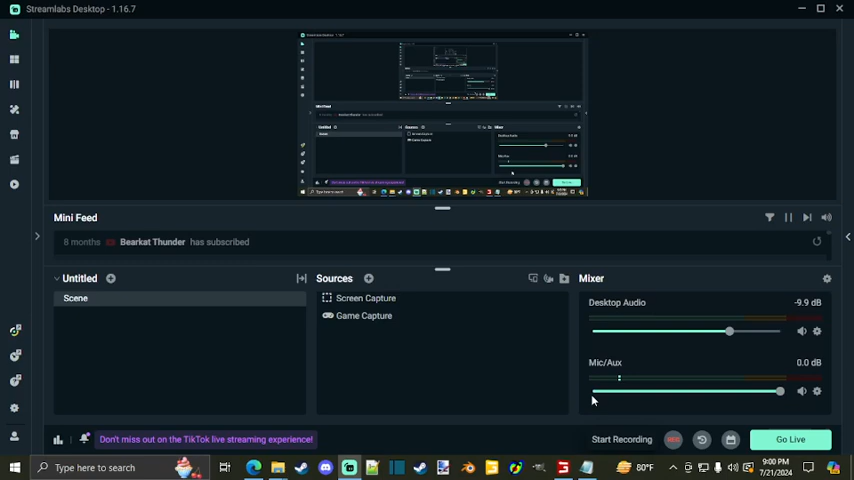 Streamlabs Desktop - 1.16.7
Mini Feed
8 months Bearkat Thunder has subscribed
Untitled
Sources
Mixer
Scene
Screen Capture
Game Capture
Desktop Audio -9.9 dB
Mic/Aux 0.0 dB
Don't miss out on the TikTok live streaming experience!
Start Recording
REC
Go Live
Type here to search
80°F
9:00 PM
7/21/2024